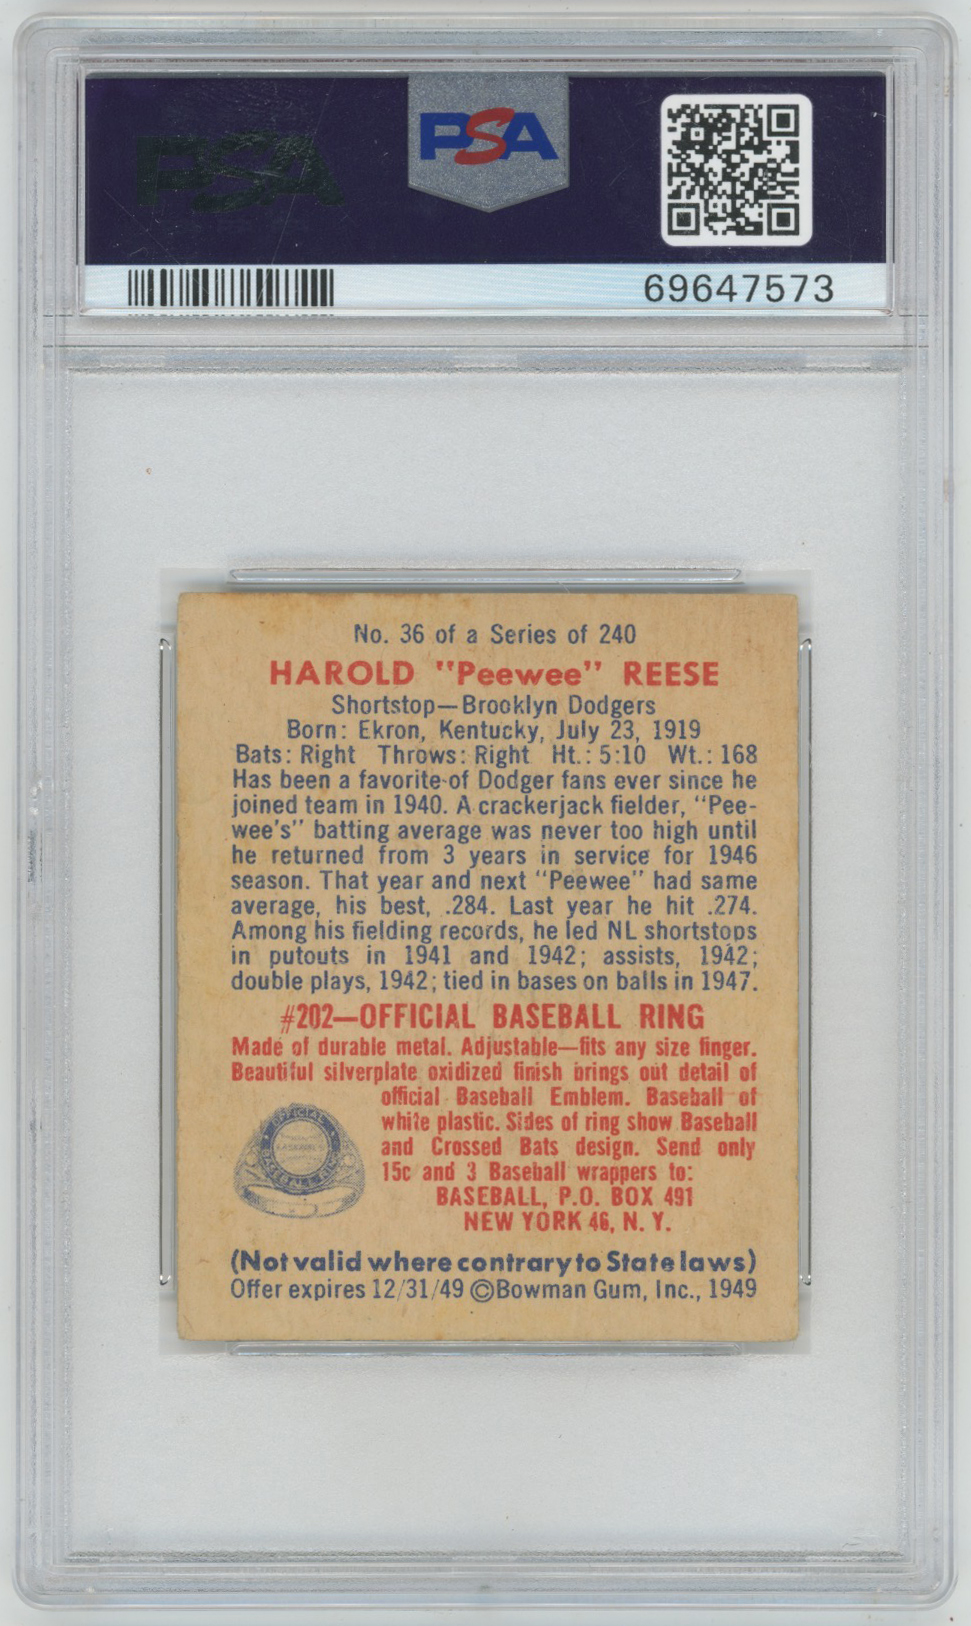 PSA
PSA
69647573
No. 36 of a Series of 240
HAROLD "Peewee" REESE
Shortstop—Brooklyn Dodgers
Born: Ekron, Kentucky, July 23, 1919
Bats: Right Throws: Right Ht.: 5:10 Wt.: 168
Has been a favorite of Dodger fans ever since he
joined team in 1940. A crackerjack fielder, "Pee-
wee's" batting average was never too high until
he returned from 3 years in service for 1946
season. That year and next "Peewee" had same
average, his best, .284. Last year he hit .274.
Among his fielding records, he led NL shortstops
in putouts in 1941 and 1942; assists, 1942;
double plays, 1942; tied in bases on balls in 1947.
#202—OFFICIAL BASEBALL RING
Made of durable metal. Adjustable—fits any size finger.
Beautiful silverplate oxidized finish brings out detail of
official Baseball Emblem. Baseball of
white plastic. Sides of ring show Baseball
and Crossed Bats design. Send only
15c and 3 Baseball wrappers to:
BASEBALL, P.O. BOX 491
NEW YORK 46, N. Y.
OFFICIAL
BASEBALL RING
(Not valid where contrary to State laws)
Offer expires 12/31/49 ©Bowman Gum, Inc., 1949